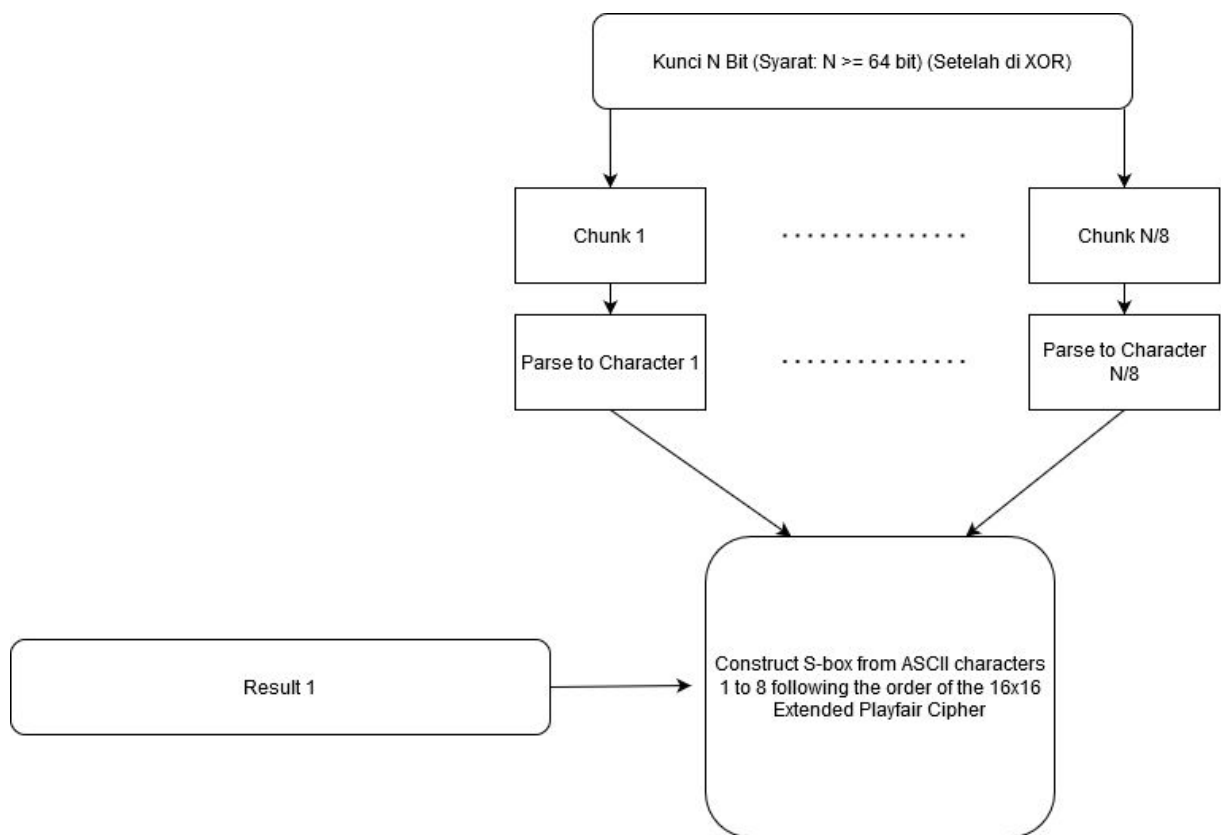 Kunci N Bit (Syarat: N >= 64 bit) (Setelah di XOR)
Chunk 1
Chunk N/8
Parse to Character 1
Parse to Character
N/8
Construct S-box from ASCII characters
1 to 8 following the order of the 16x16
Extended Playfair Cipher
Result 1